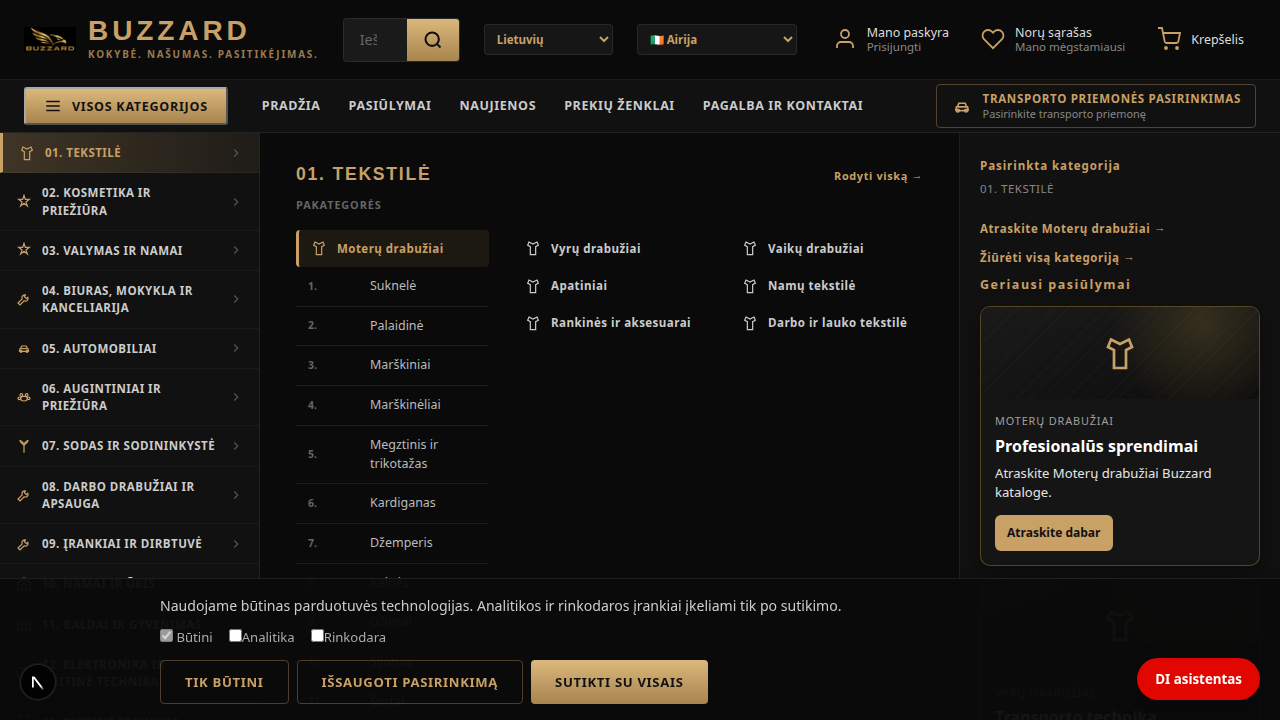 BUZZARD
BUZZARD
KOKYBĖ. NAŠUMAS. PASITIKĖJIMAS.
Lietuvių
Airija
Mano paskyra
Prisijungti
Norų sąrašas
Mano mėgstamiausi
Krepšelis
VISOS KATEGORIJOS
PRADŽIA
PASIŪLYMAI
NAUJIENOS
PREKIŲ ŽENKLAI
PAGALBA IR KONTAKTAI
TRANSPORTO PRIEMONĖS PASIRINKIMAS
Pasirinkite transporto priemonę
01. TEKSTILĖ
02. KOSMETIKA IR
PRIEŽIŪRA
03. VALYMAS IR NAMAI
04. BIURAS, MOKYKLA IR
KANCELIARIJA
05. AUTOMOBILIAI
06. AUGINTINIAI IR
PRIEŽIŪRA
07. SODAS IR SODININKYSTĖ
08. DARBO DRABUŽIAI IR
APSAUGA
09. ĮRANKIAI IR DIRBTUVĖ
01. TEKSTILĖ
Rodyti viską →
PAKATEGORĖS
Moterų drabužiai
1. Suknelė
2. Palaidinė
3. Marškiniai
4. Marškinėliai
5. Megztinis ir
trikotažas
6. Kardiganas
7. Džemperis
Vyrų drabužiai
Vaikų drabužiai
Apatiniai
Namų tekstilė
Rankinės ir aksesuarai
Darbo ir lauko tekstilė
Pasirinkta kategorija
01. TEKSTILĖ
Atraskite Moterų drabužiai →
Žiūrėti visą kategoriją →
Geriausi pasiūlymai
MOTERŲ DRABUŽIAI
Profesionalūs sprendimai
Atraskite Moterų drabužiai Buzzard
kataloge.
Atraskite dabar
Naudojame būtinas parduotuvės technologijas. Analitikos ir rinkodaros įrankiai įkeliami tik po sutikimo.
Būtini
Analitika
Rinkodara
TIK BŪTINI
IŠSAUGOTI PASIRINKIMĄ
SUTIKTI SU VISAIS
DI asistentas